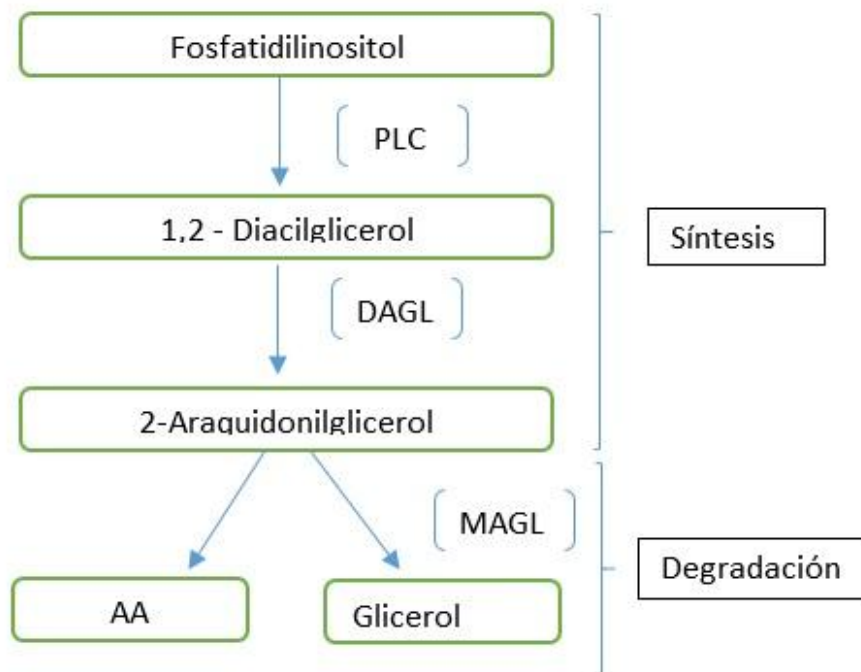 Fosfatidilinositol
PLC
1,2 - Diacilglicerol
Síntesis
DAGL
2-Araquidonilglicerol
MAGL
Degradación
AA
Glicerol